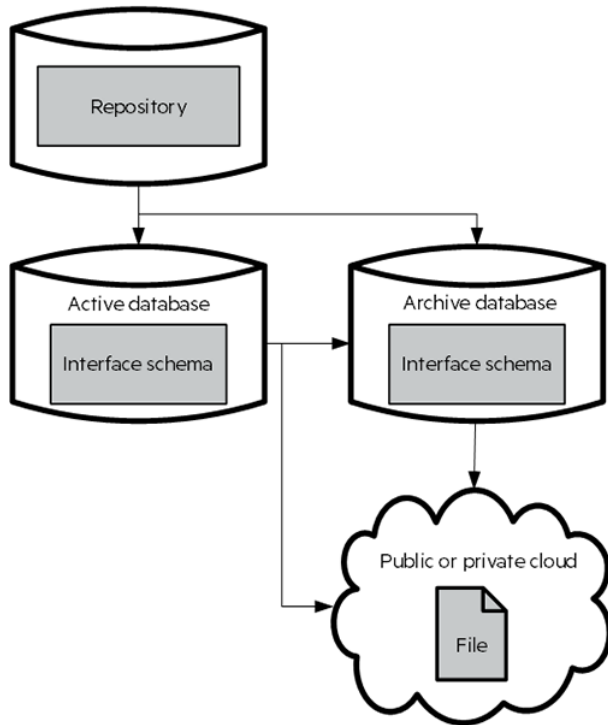 Repository
Active database
Interface schema
Archive database
Interface schema
Public or private cloud
File